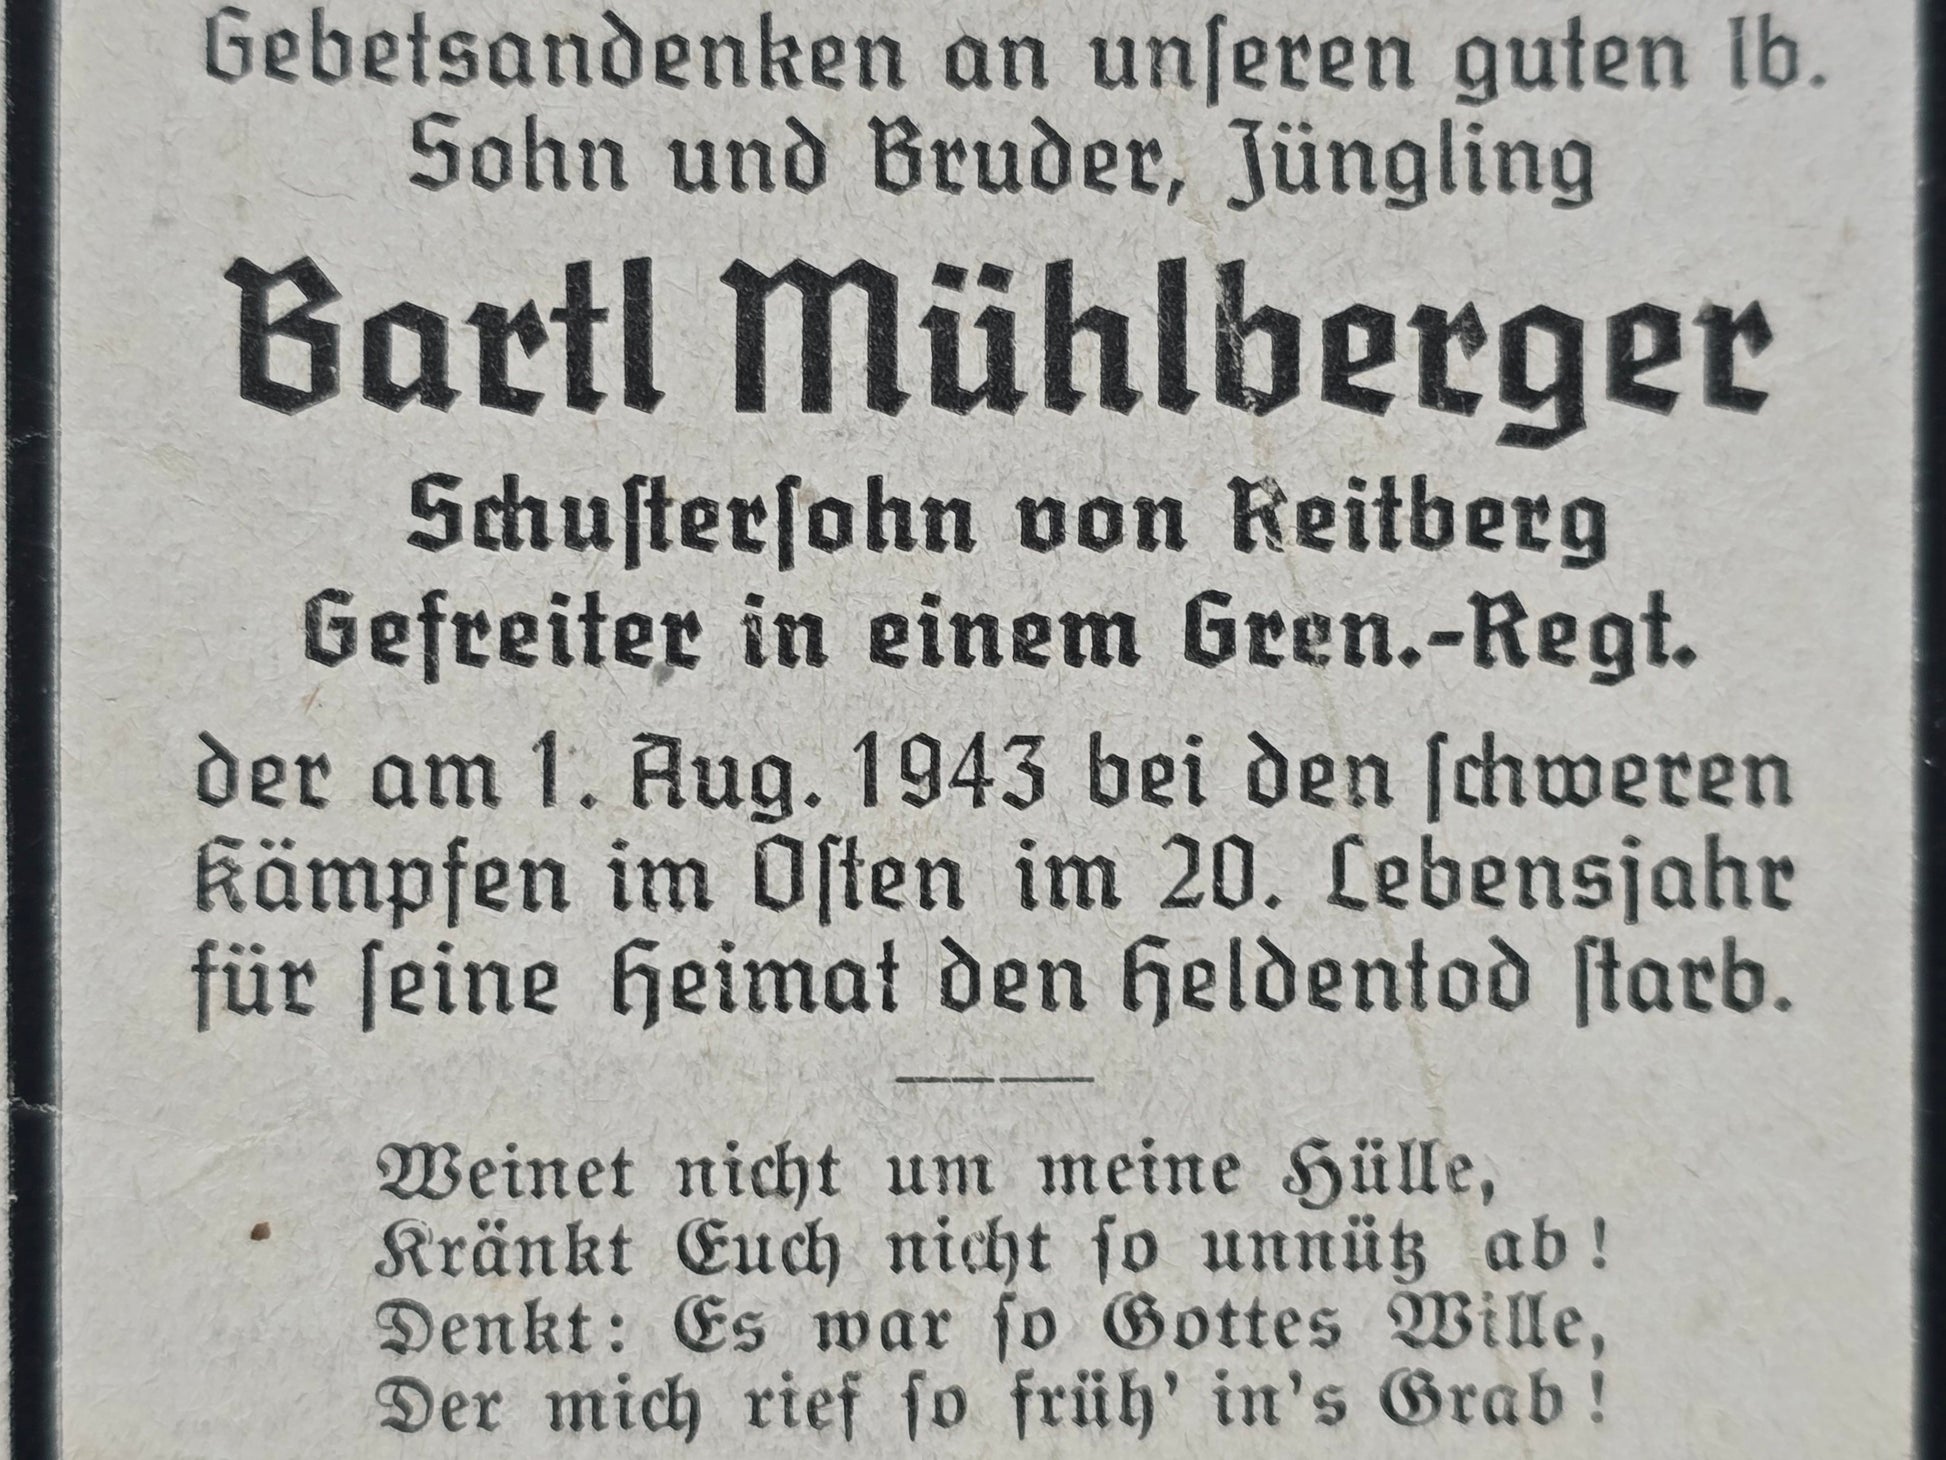 Gebetsandenken an unſeren guten lb.
Sohn und Bruder, Jüngling
Bartl Mühlberger
Schuſterſohn von Reitberg
Gefreiter in einem Gren.-Regt.
der am 1. Aug. 1943 bei den ſchweren
Kämpfen im Oſten im 20. Lebensjahr
für ſeine Heimat den Heldentod ſtarb.
Weinet nicht um meine Hülle,
Kränkt Euch nicht ſo unnütz ab!
Denkt: Es war ſo Gottes Wille,
Der mich rief ſo früh' in's Grab!